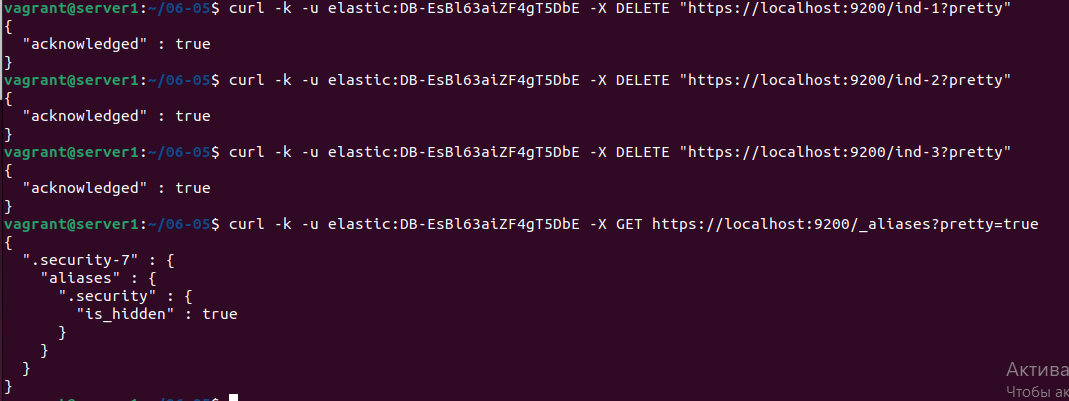 vagrant@server1:~/06-05$ curl -k -u elastic:DB-EsBl63aiZF4gT5DbE -X DELETE "https://localhost:9200/ind-1?pretty"
{
  "acknowledged" : true
}
vagrant@server1:~/06-05$ curl -k -u elastic:DB-EsBl63aiZF4gT5DbE -X DELETE "https://localhost:9200/ind-2?pretty"
{
  "acknowledged" : true
}
vagrant@server1:~/06-05$ curl -k -u elastic:DB-EsBl63aiZF4gT5DbE -X DELETE "https://localhost:9200/ind-3?pretty"
{
  "acknowledged" : true
}
vagrant@server1:~/06-05$ curl -k -u elastic:DB-EsBl63aiZF4gT5DbE -X GET https://localhost:9200/_aliases?pretty=true
{
  ".security-7" : {
    "aliases" : {
      ".security" : {
        "is_hidden" : true
      }
    }
  }
}
vagrant@server1:~/06-05$
Актива
Чтобы ак